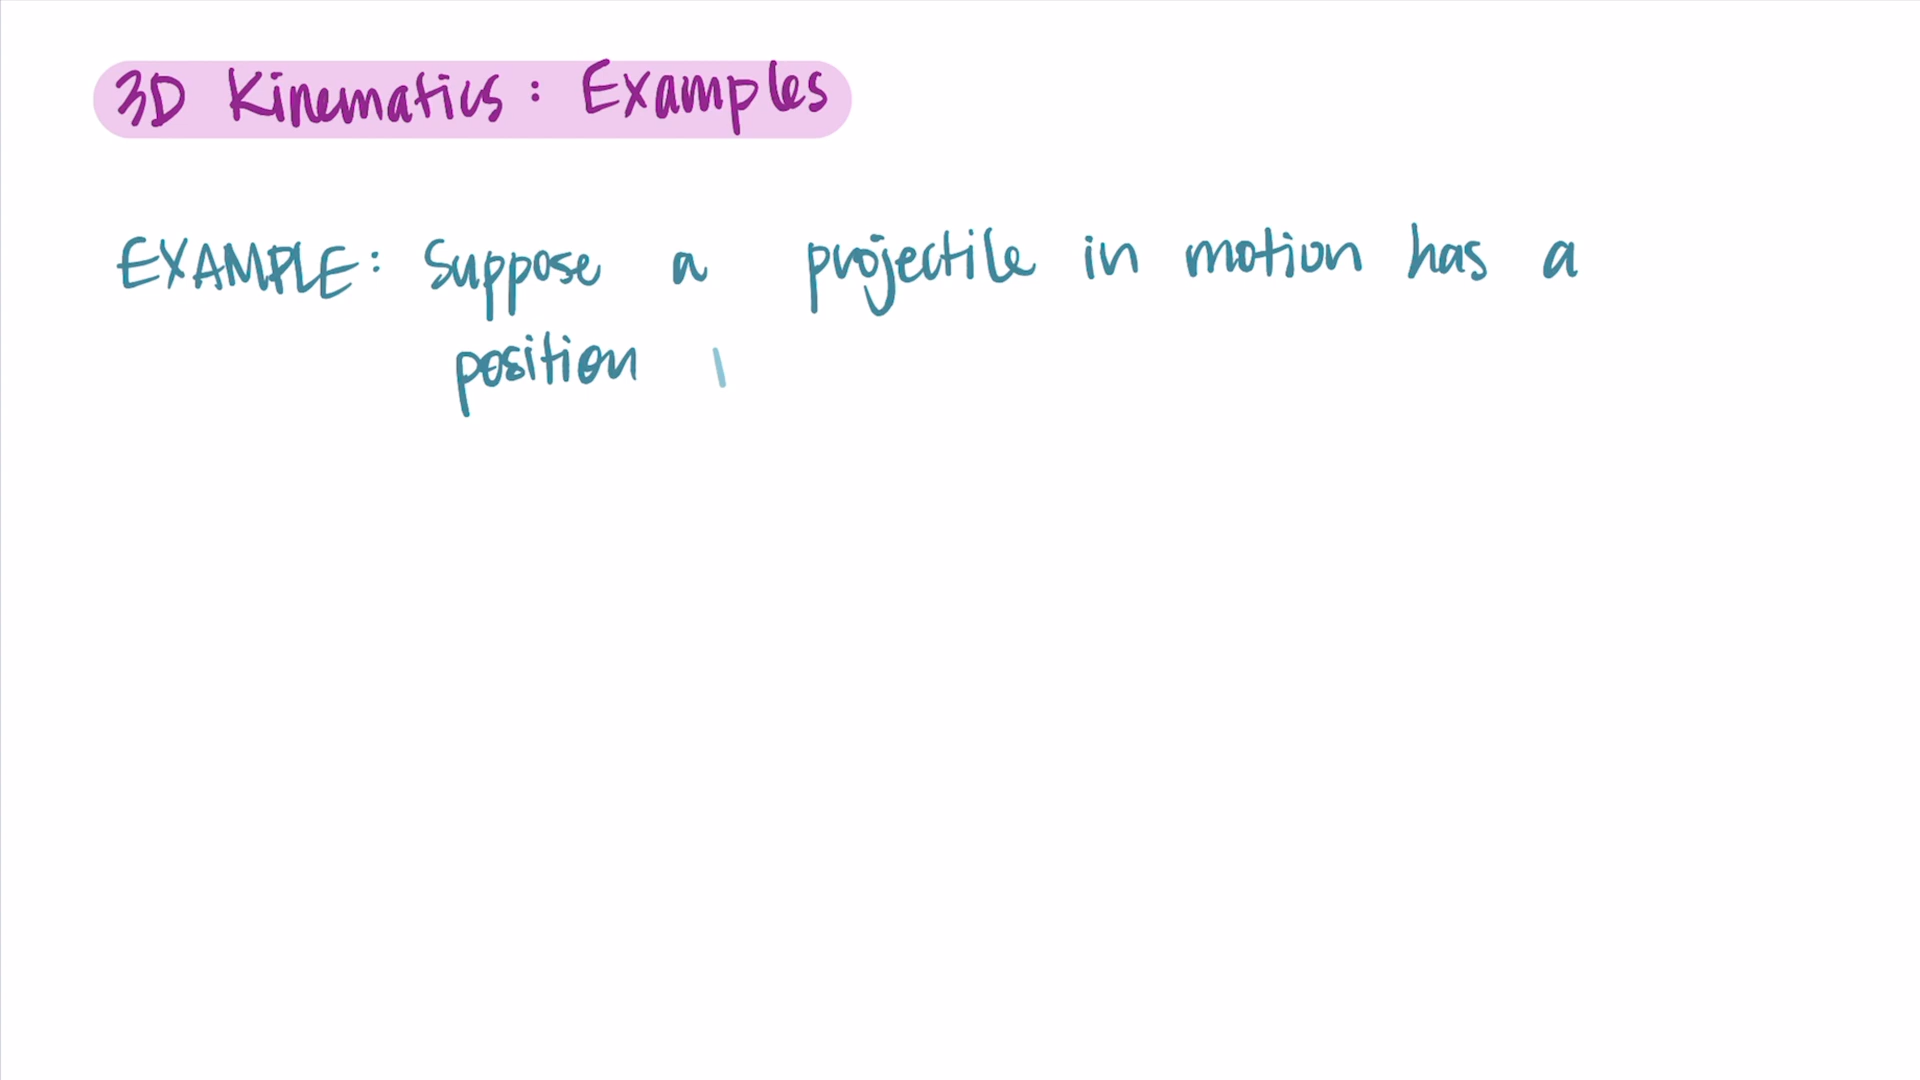 3D Kinematics: Examples
EXAMPLE: Suppose a projectile in motion has a
position